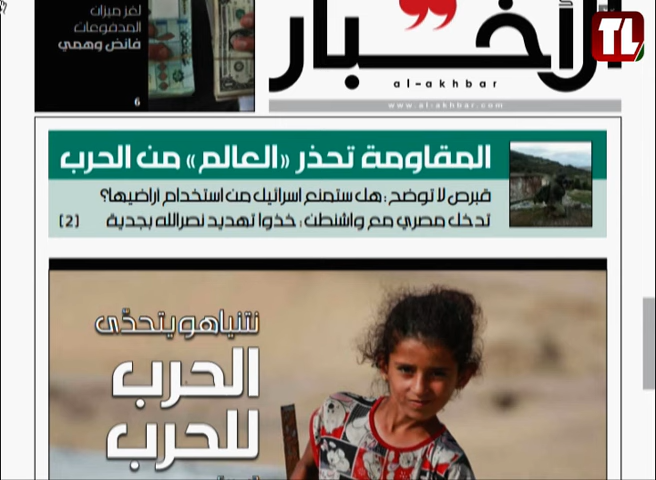 لغز ميزان
المدفوعات
فائض وهمي
6
الأخبار
al-akhbar
www.al-akhbar.com
TL
المقاومة تحذر «العالم» من الحرب
قبرص لا توضح: هل ستمنع اسرائيل من استخدام اراضيها؟
تدخل مصري مع واشنطن: خذوا تهديد نصرالله بجدية [2]
نتنياهو يتحدّى
الحرب
للحرب